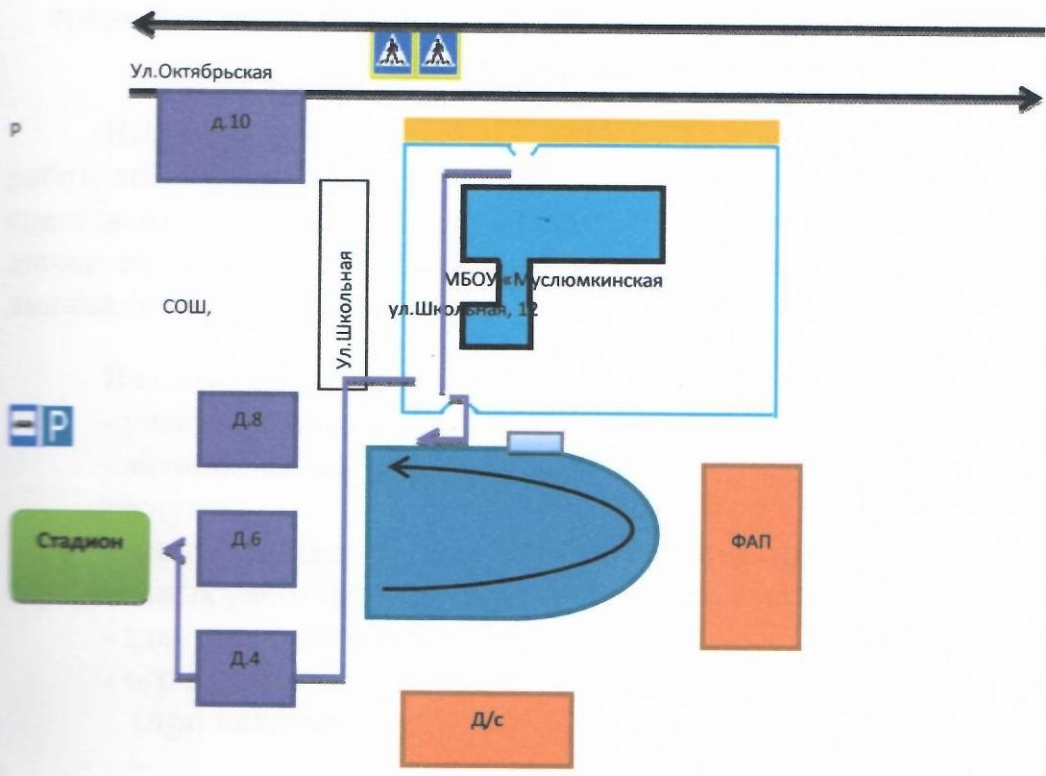 Ул.Октябрьская
Р
д.10
МБОУ «Муслюмкинская
СОШ,
ул.Школьная, 12
Ул.Школьная
Д.8
P
Стадион
Д.6
ФАП
Д.4
Д/с